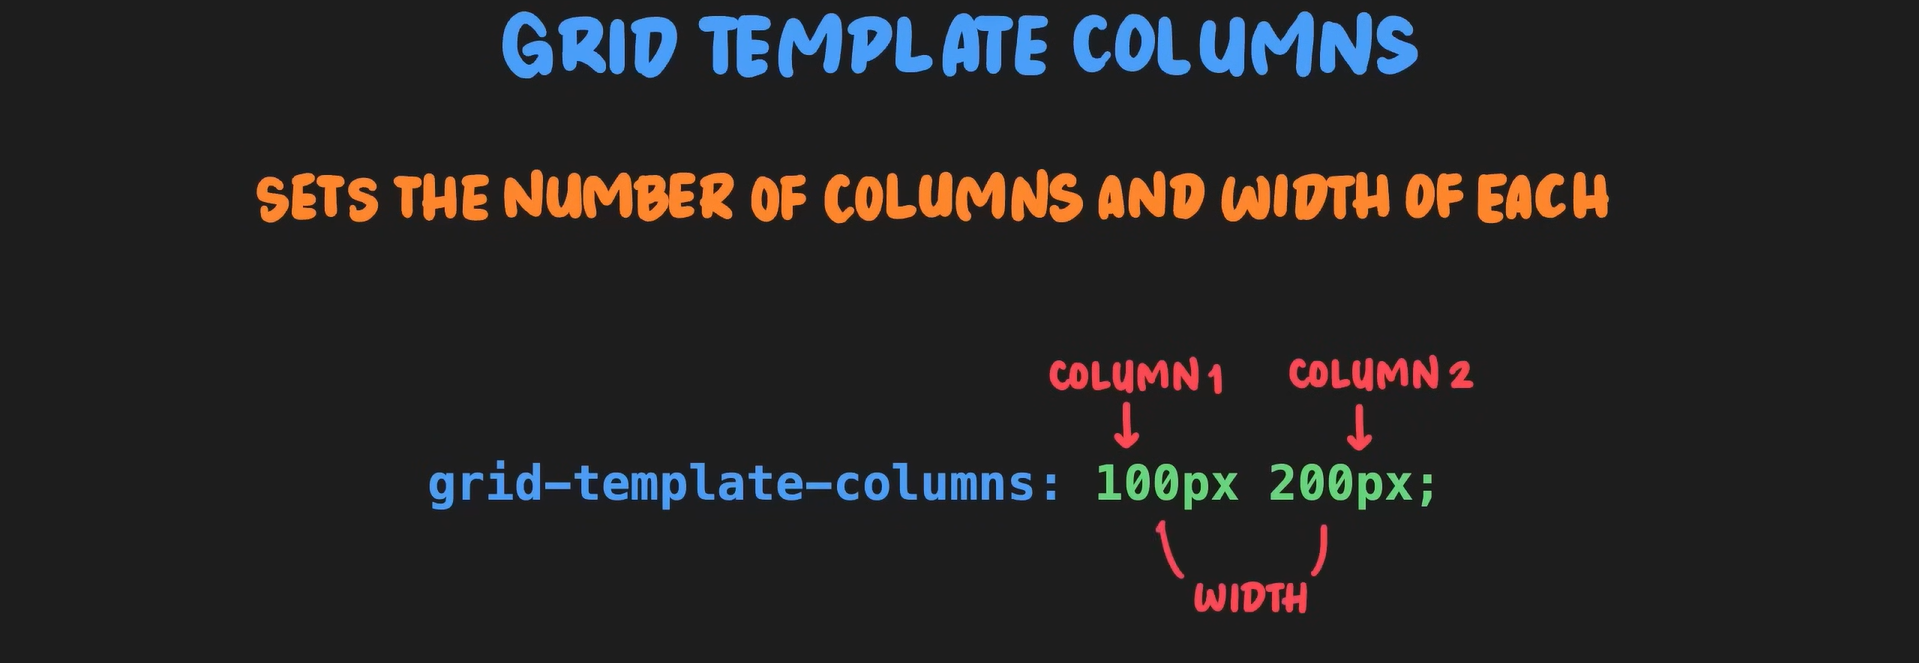 GRID TEMPLATE COLUMNS
SETS THE NUMBER OF COLUMNS AND WIDTH OF EACH
COLUMN 1 COLUMN 2
grid-template-columns: 100px 200px;
WIDTH